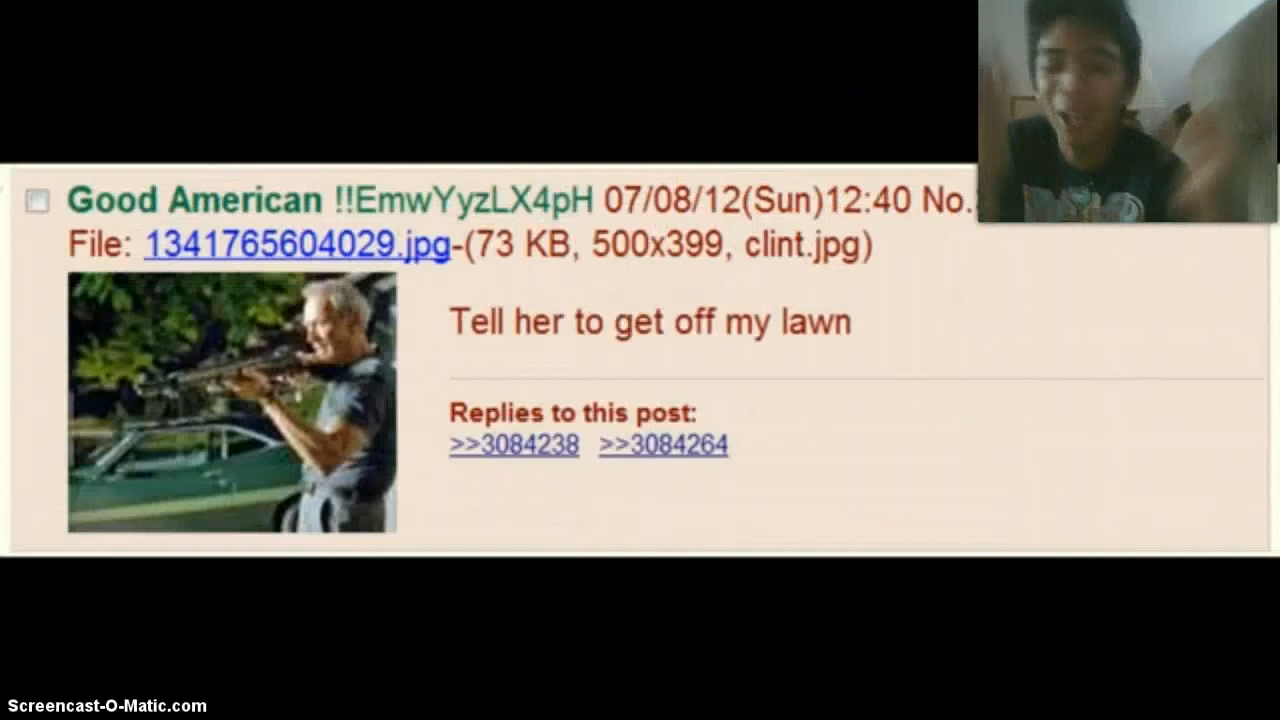 Good American !!EmwYyzLX4pH 07/08/12(Sun)12:40 No.
File: 1341765604029.jpg-(73 KB, 500x399, clint.jpg)
Tell her to get off my lawn
Replies to this post:
>>3084238 >>3084264
Screencast-O-Matic.com